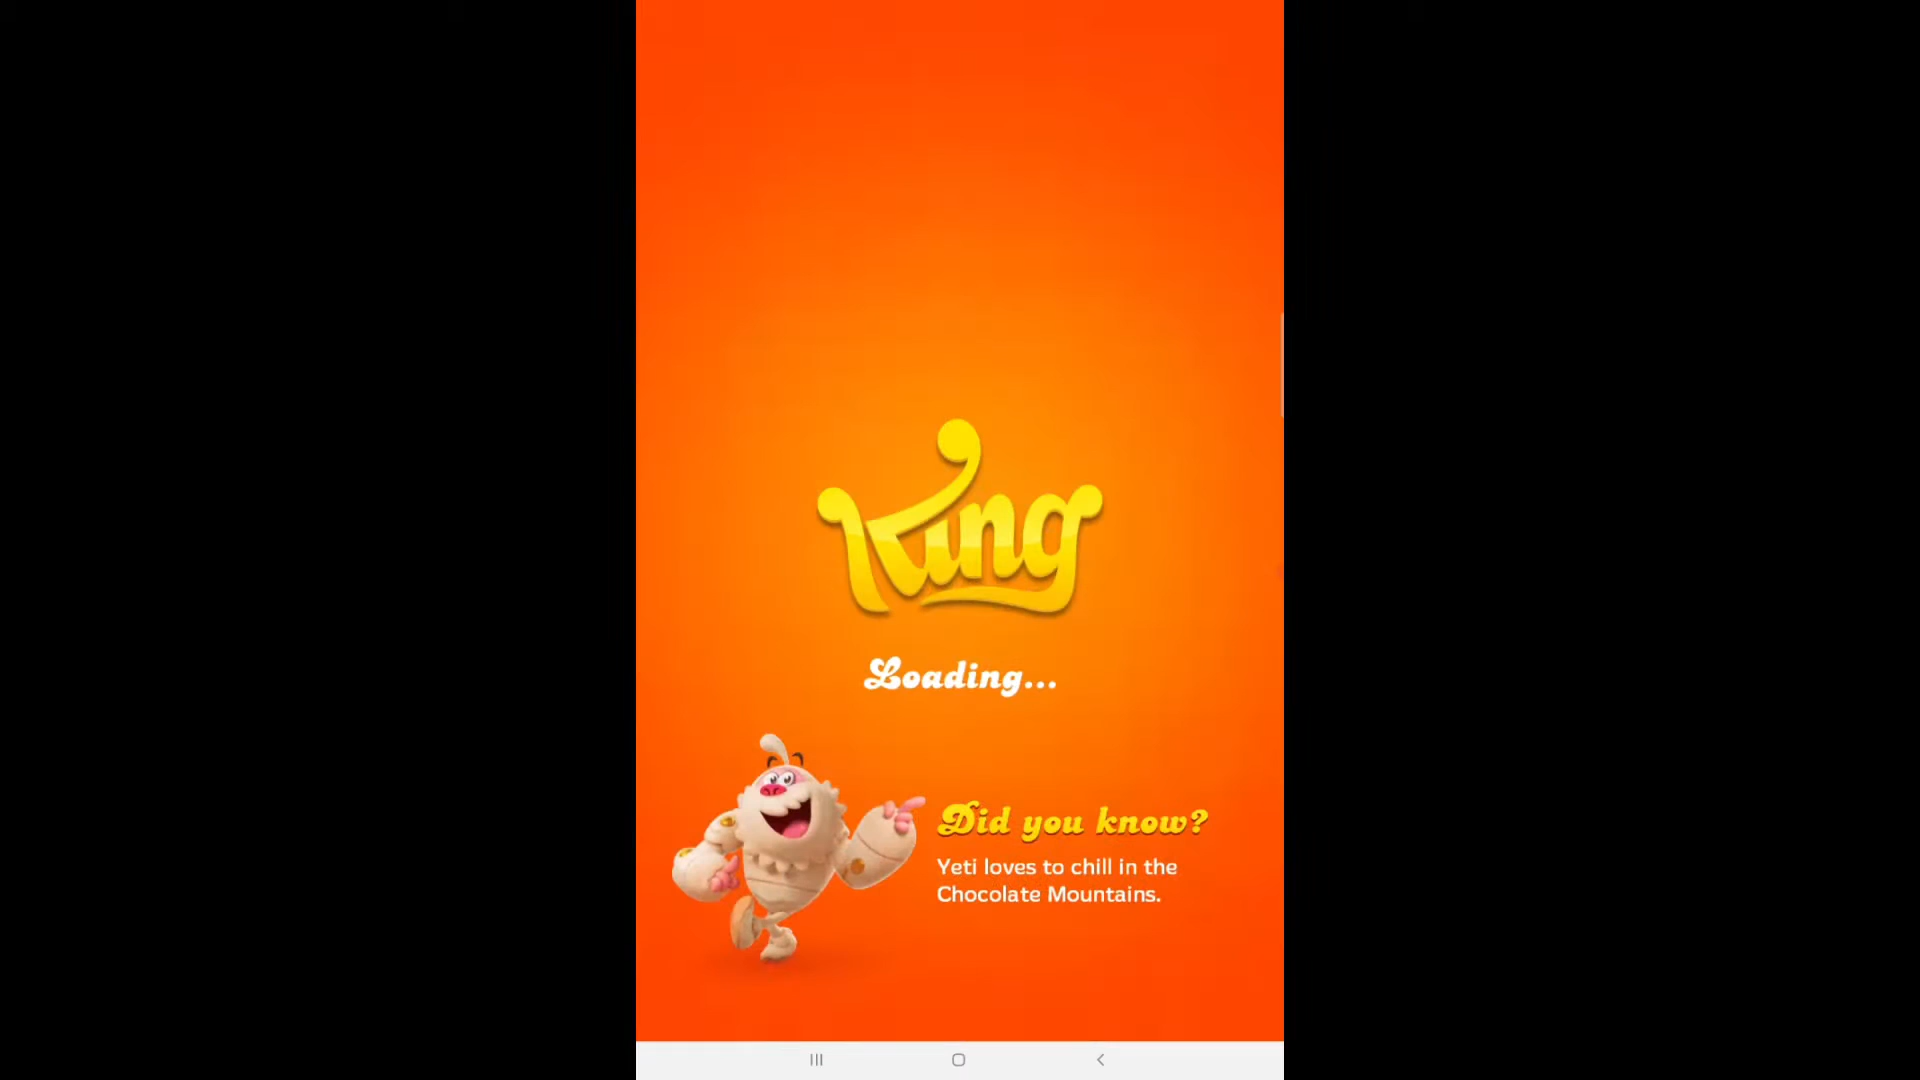 King
Loading...
Did you know?
Yeti loves to chill in the
Chocolate Mountains.